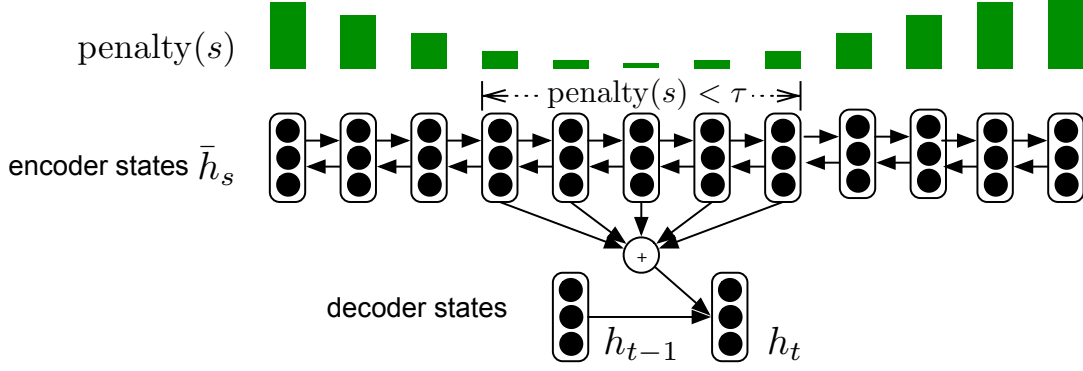 penalty(s)
penalty(s) < τ
encoder states h̄_s
+
decoder states
h_{t−1} h_t